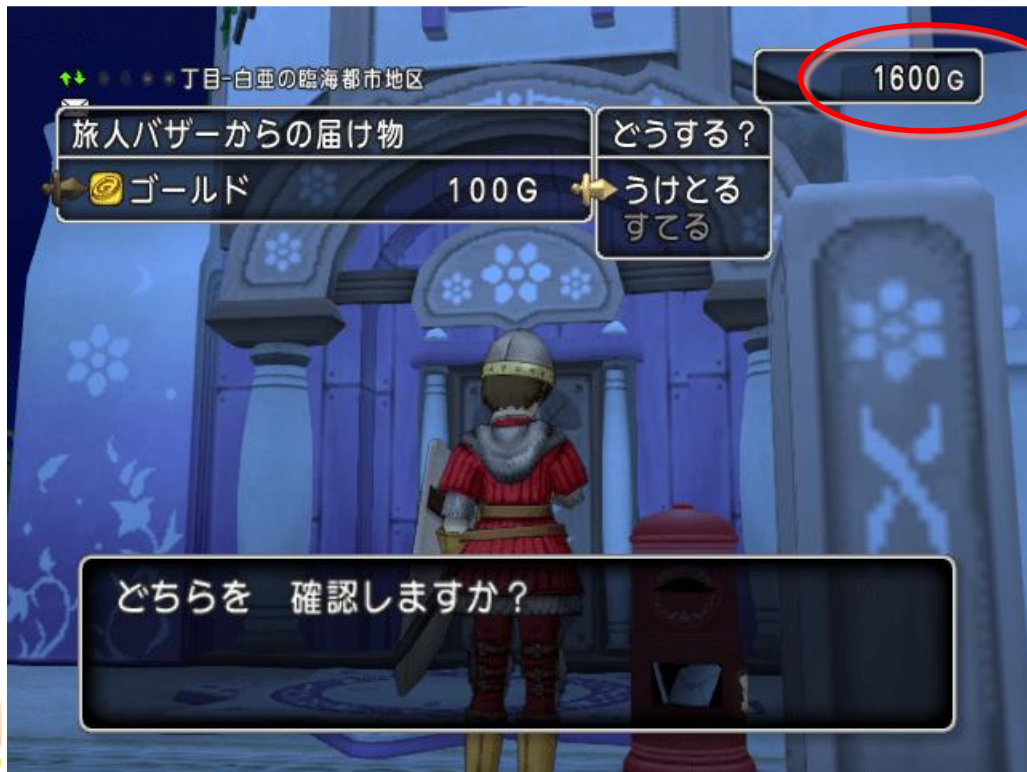 丁目-白亜の臨海都市地区
1600 G
旅人バザーからの届け物
どうする？
ゴールド 100G
うけとる
すてる
どちらを 確認しますか？